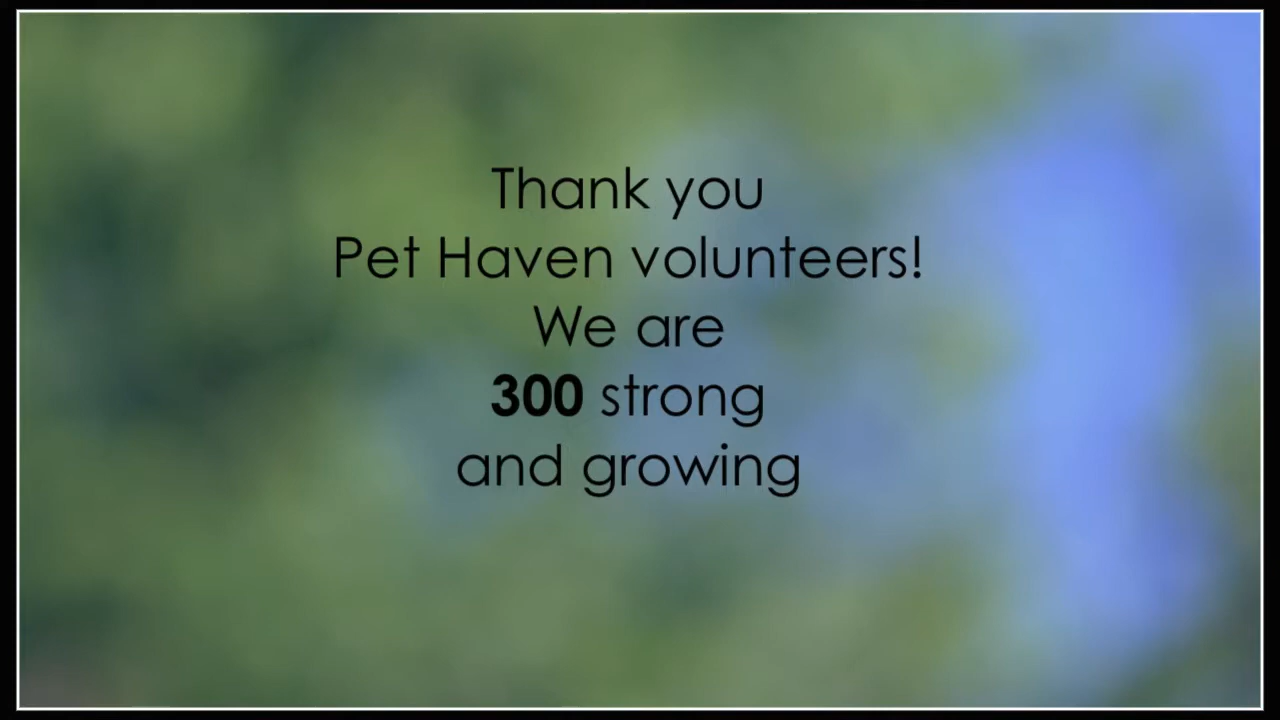 Thank you
Pet Haven volunteers!
We are
300 strong
and growing